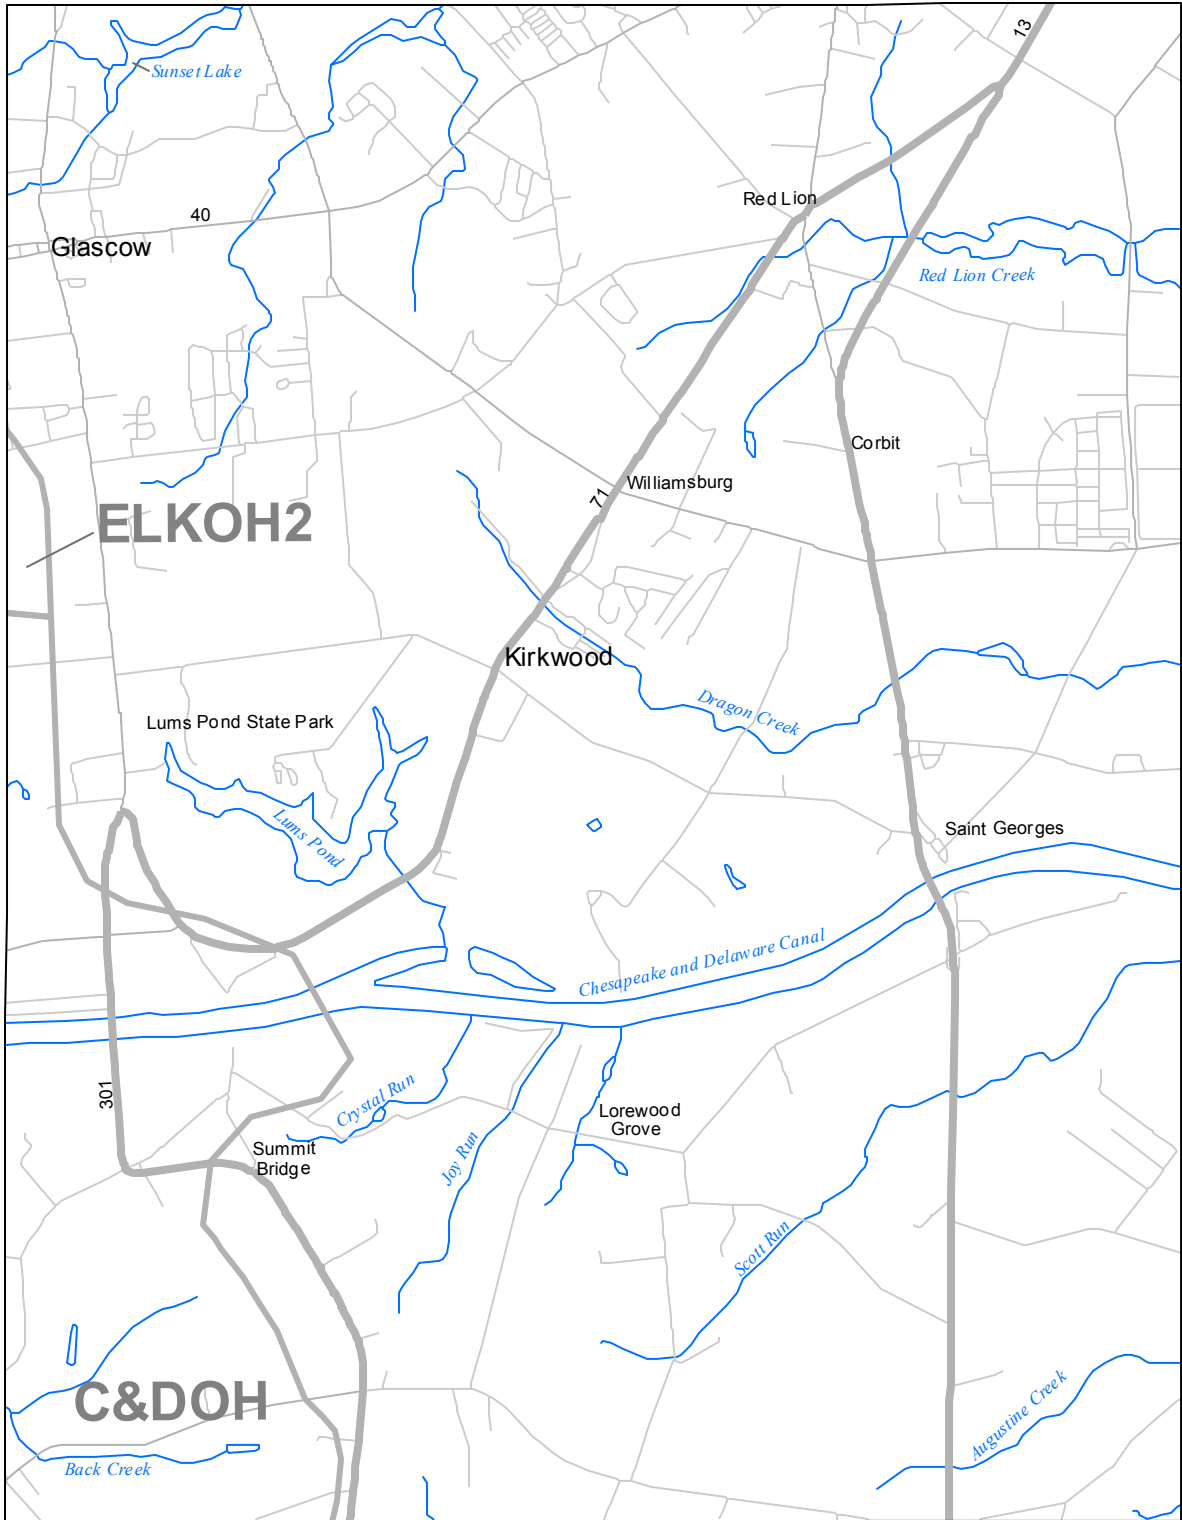 13
Sunset Lake
Red Lion
40
Glascow
Red Lion Creek
Corbit
Williamsburg
71
ELKOH2
Kirkwood
Dragon Creek
Lums Pond State Park
Lums Pond
Saint Georges
Chesapeake and Delaware Canal
301
Crystal Run
Lorewood
Grove
Joy Run
Summit
Bridge
Scott Run
C&DOH
Augustine Creek
Back Creek